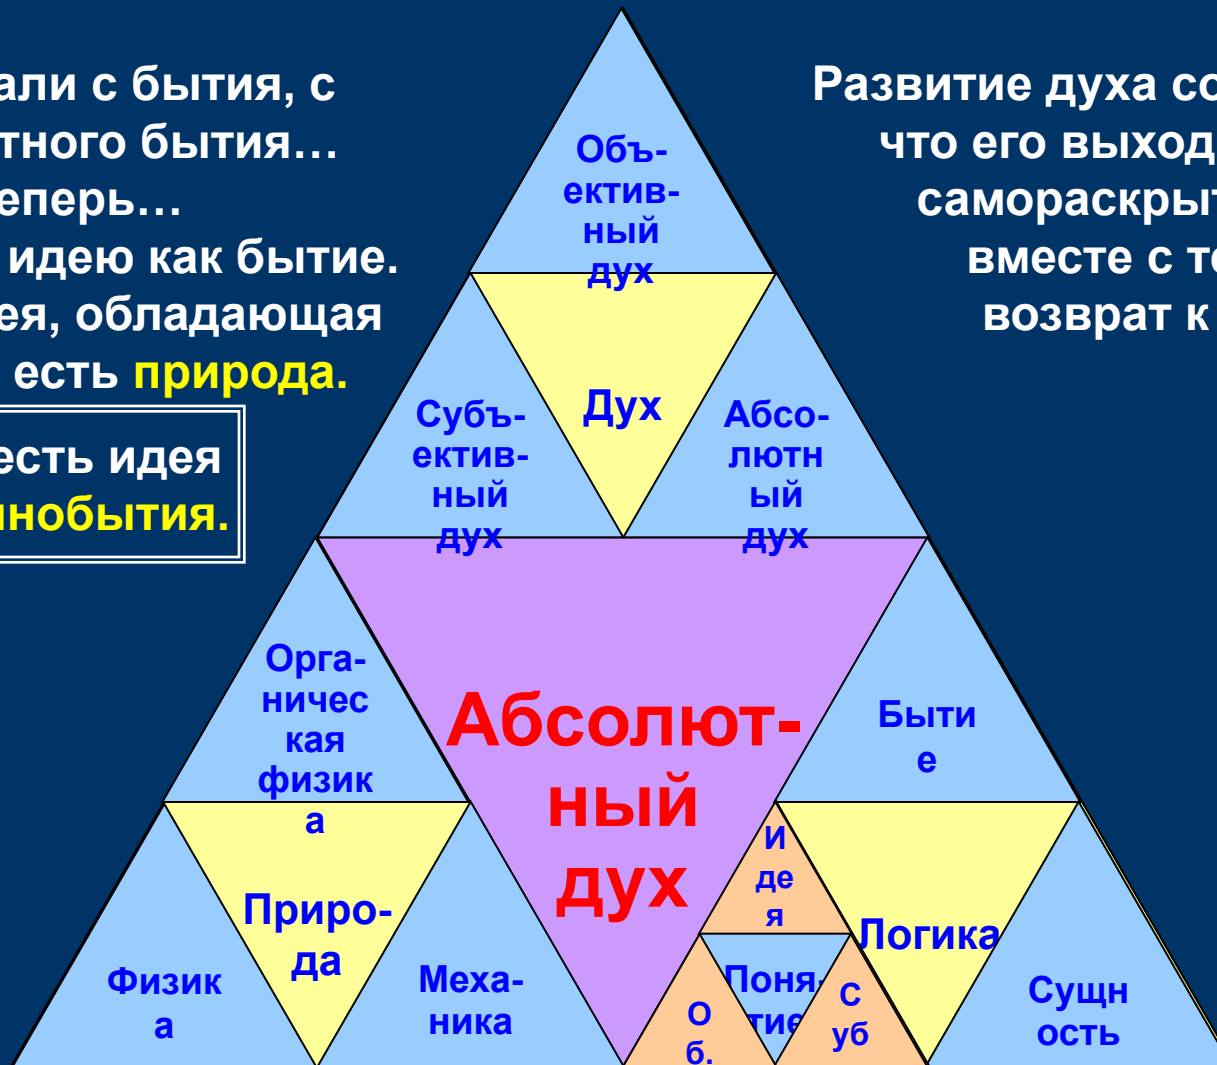 али с бытия, с
тного бытия…
еперь…
идею как бытие.
ея, обладающая
есть природа.
есть идея
нобытия.
Развитие духа со
что его выход
самораскрыт
вместе с те
возврат к
Объ-
ектив-
ный
дух
Дух
Субъ-
ектив-
ный
дух
Абсо-
лютн
ый
дух
Абсолют-
ный
дух
Орга-
ничес
кая
физик
а
Приро-
да
Физик
а
Меха-
ника
Быти
е
И
де
я
Логика
Поня-
тие
О
б.
С
уб
Сущн
ость